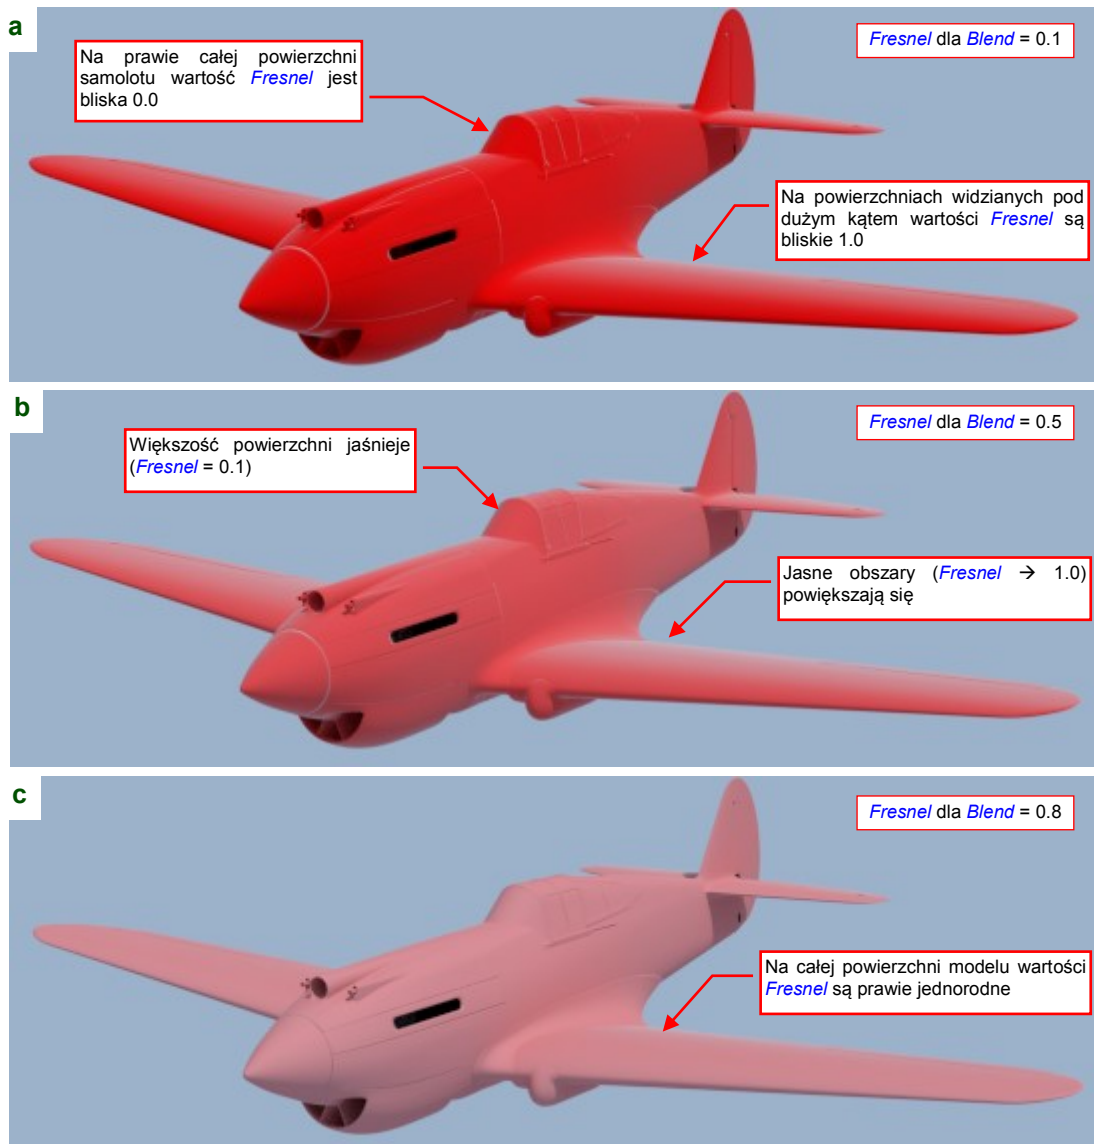 a
Fresnel dla Blend = 0.1
Na prawie całej powierzchni
samolotu wartość Fresnel jest
bliska 0.0
Na powierzchniach widzianych pod
dużym kątem wartości Fresnel są
bliskie 1.0
b
Fresnel dla Blend = 0.5
Większość powierzchni jaśnieje
(Fresnel = 0.1)
Jasne obszary (Fresnel → 1.0)
powiększają się
c
Fresnel dla Blend = 0.8
Na całej powierzchni modelu wartości
Fresnel są prawie jednorodne